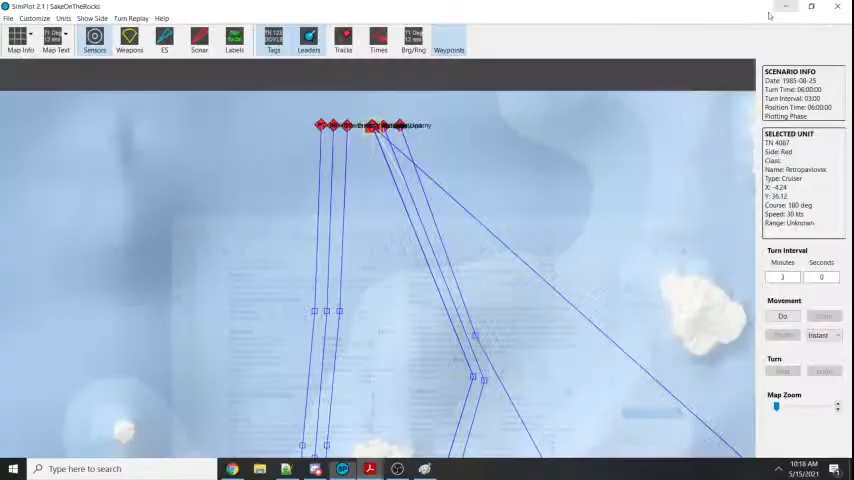 SimPlot 2.1 | SakeOnTheRocks
File Customize Units Show Side Turn Replay Help
Map Info Map Text Sensors Weapons ES Sonar Labels Tags Leaders Tracks Times Brg/Rng Waypoints
SCENARIO INFO
Date: 1985-08-25
Turn Time: 06:00:00
Turn Interval: 03:00
Position Time: 06:00:00
Plotting Phase
SELECTED UNIT
TN 4087
Side: Red
Class:
Name: Petropavlovsk
Type: Cruiser
X: -4.24
Y: 36.12
Course: 180 deg
Speed: 30 kts
Range: Unknown
Turn Interval
Minutes Seconds
3 0
Movement
Do
Instant
Turn
Map Zoom
Type here to search
10:18 AM
5/15/2021